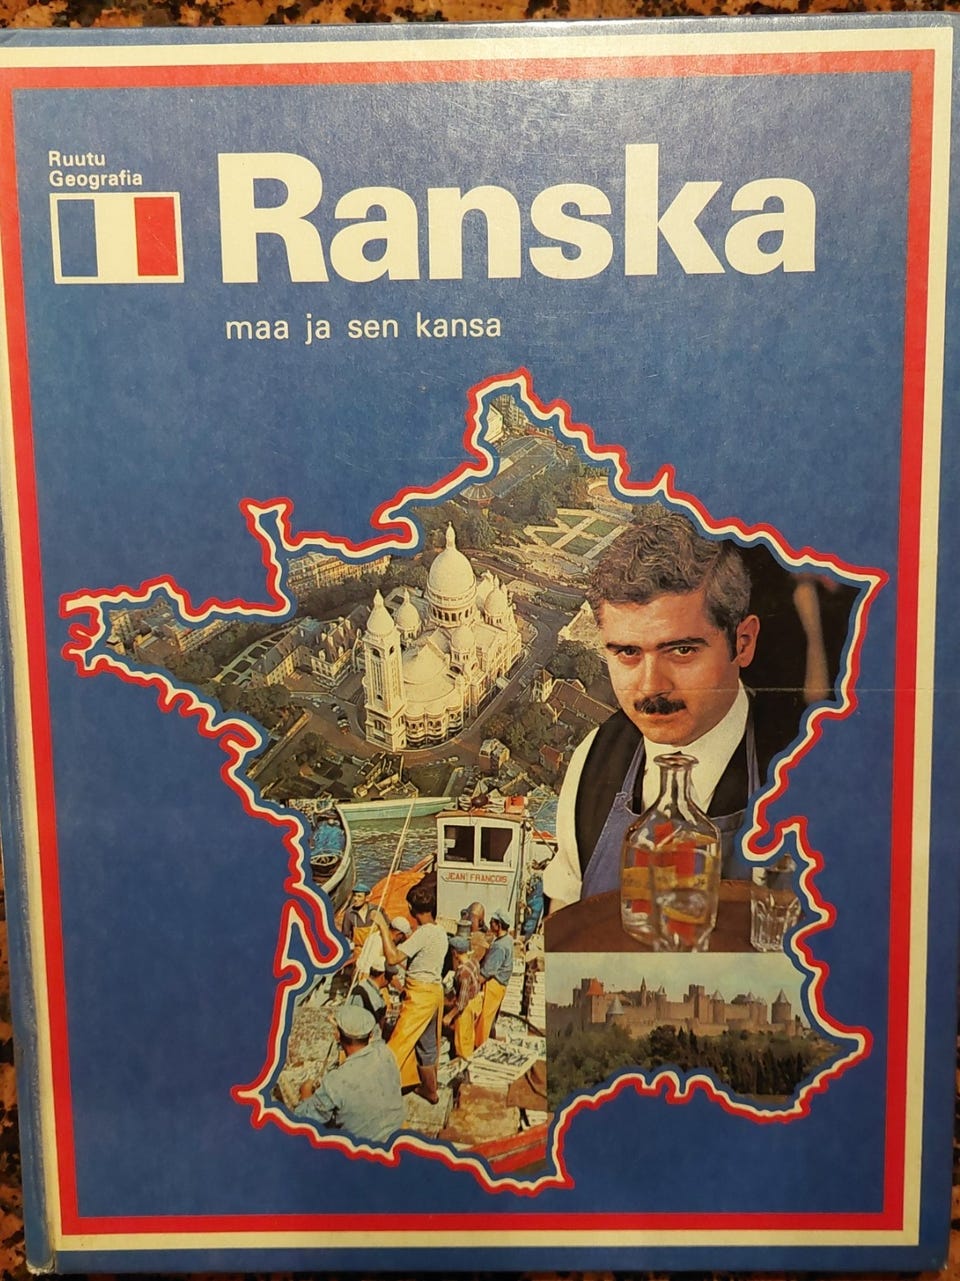 Ruutu
Geografia
Ranska
maa ja sen kansa
JEAN FRANÇOIS